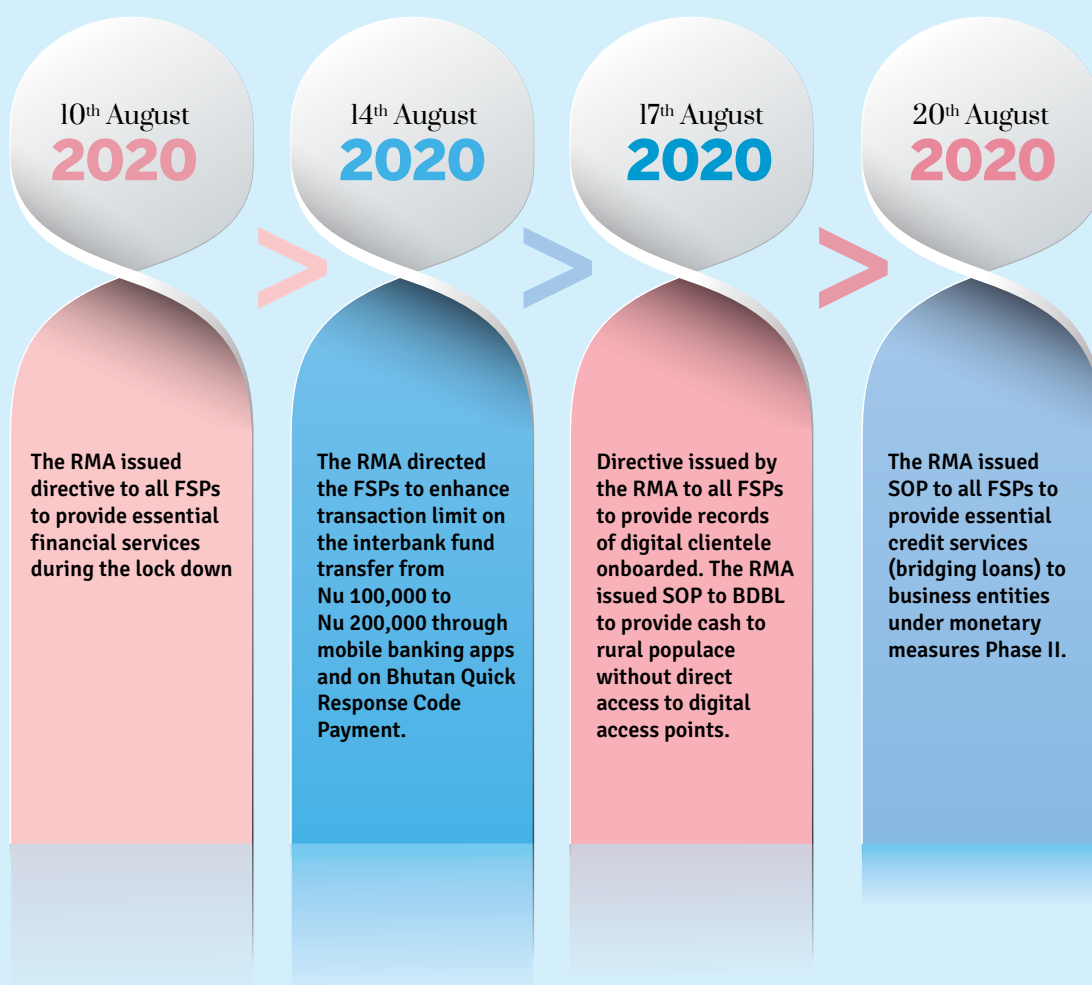 10th August
2020
The RMA issued
directive to all FSPs
to provide essential
financial services
during the lock down
14th August
2020
The RMA directed
the FSPs to enhance
transaction limit on
the interbank fund
transfer from
Nu 100,000 to
Nu 200,000 through
mobile banking apps
and on Bhutan Quick
Response Code
Payment.
17th August
2020
Directive issued by
the RMA to all FSPs
to provide records
of digital clientele
onboarded. The RMA
issued SOP to BDBL
to provide cash to
rural populace
without direct
access to digital
access points.
20th August
2020
The RMA issued
SOP to all FSPs to
provide essential
credit services
(bridging loans) to
business entities
under monetary
measures Phase II.